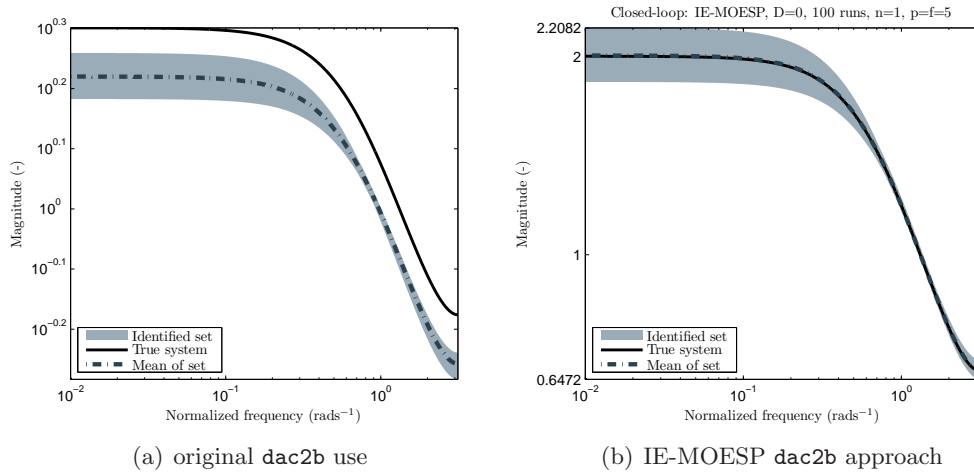 10^0.3
10^0.2
10^0.1
10^0
10^-0.1
10^-0.2
Magnitude (-)
Identified set
True system
Mean of set
10^-2
10^-1
10^0
Normalized frequency (rads^-1)
(a) original dac2b use
Closed-loop: IE-MOESP, D=0, 100 runs, n=1, p=f=5
2.2082
2
1
0.6472
Magnitude (-)
Identified set
True system
Mean of set
10^-2
10^-1
10^0
Normalized frequency (rads^-1)
(b) IE-MOESP dac2b approach